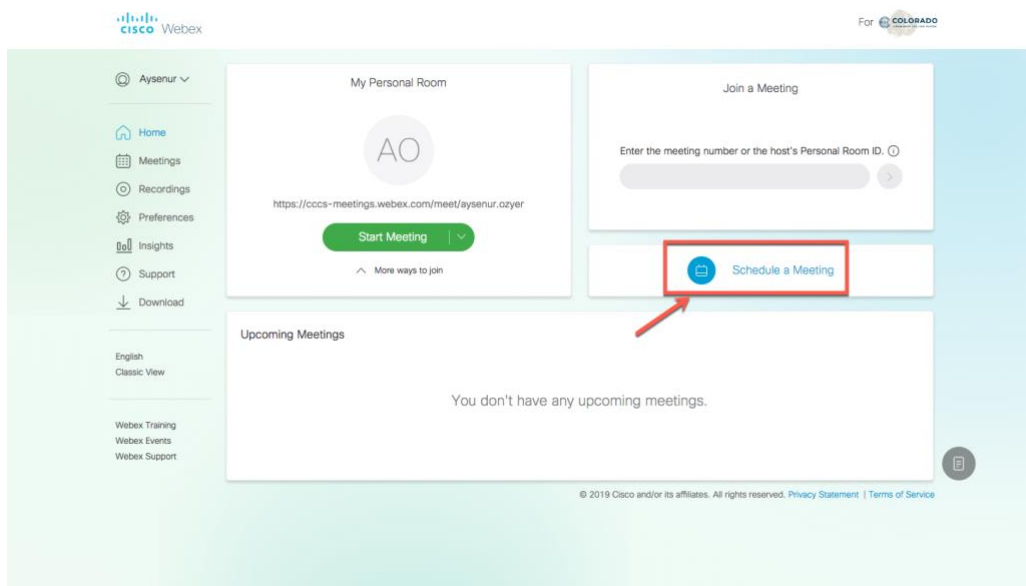 CISCO Webex
For COLORADO
Aysenur
Home
Meetings
Recordings
Preferences
Insights
Support
Download
English
Classic View
Webex Training
Webex Events
Webex Support
My Personal Room
AO
https://cccs-meetings.webex.com/meet/aysenur.ozyer
Start Meeting
More ways to join
Join a Meeting
Enter the meeting number or the host's Personal Room ID.
Schedule a Meeting
Upcoming Meetings
You don't have any upcoming meetings.
© 2019 Cisco and/or its affiliates. All rights reserved. Privacy Statement | Terms of Service